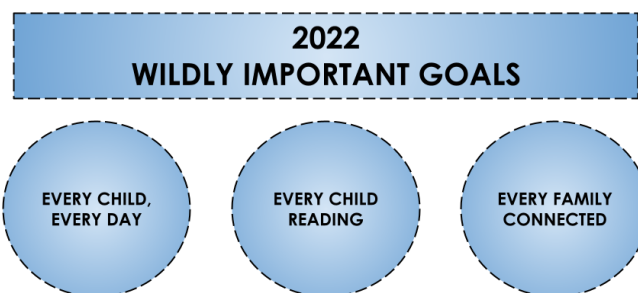 2022
WILDLY IMPORTANT GOALS
EVERY CHILD,
EVERY DAY
EVERY CHILD
READING
EVERY FAMILY
CONNECTED